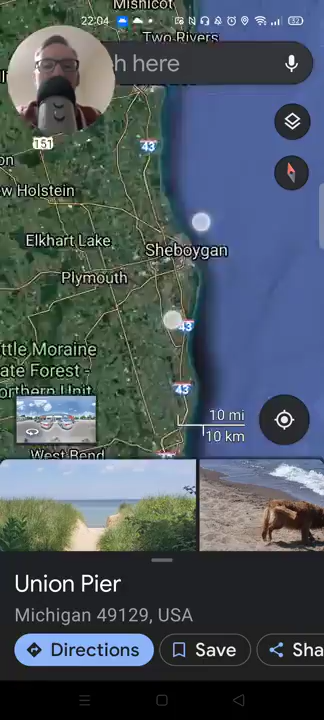 Mishicot
22:04
Two Rivers
h here
151
43
w Holstein
Elkhart Lake
Sheboygan
Plymouth
43
ttle Moraine
ate Forest -
orthern Unit
43
10 mi
10 km
West Bend
Union Pier
Michigan 49129, USA
Directions
Save
Sha